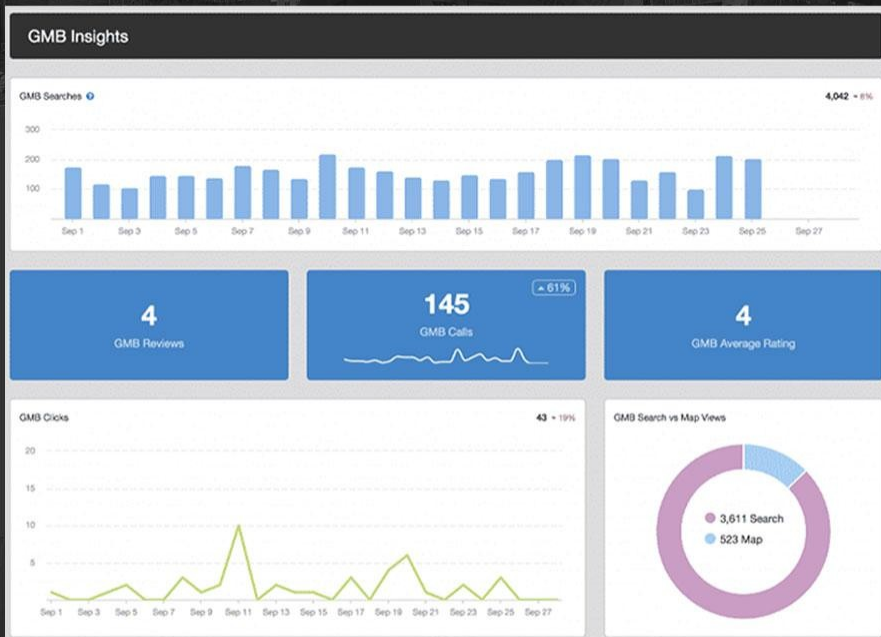 GMB Insights
GMB Searches ?
4,042 6%
300
200
100
Sep 1 Sep 3 Sep 5 Sep 7 Sep 9 Sep 11 Sep 13 Sep 15 Sep 17 Sep 19 Sep 21 Sep 23 Sep 25 Sep 27
4
GMB Reviews
61%
145
GMB Calls
4
GMB Average Rating
GMB Clicks
43 19%
20
15
10
5
Sep 1 Sep 3 Sep 5 Sep 7 Sep 9 Sep 11 Sep 13 Sep 15 Sep 17 Sep 19 Sep 21 Sep 23 Sep 25 Sep 27
GMB Search vs Map Views
3,611 Search
523 Map